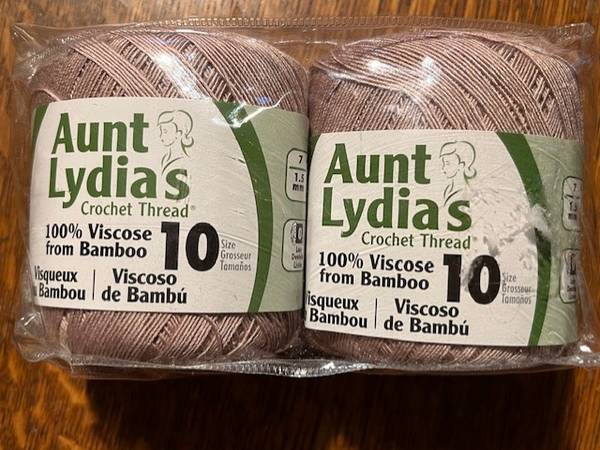 Aunt
Lydia's
Crochet Thread®
100% Viscose
from Bamboo
10
Size
Grosseur
Tamaños
Visqueux
Bambou
Viscoso
de Bambú
7
1.5
mm
Aunt
Lydia's
Crochet Thread
100% Viscose
from Bamboo
10
Size
Grosseur
Tamaños
isqueux
Bambou
Viscoso
de Bambú
7